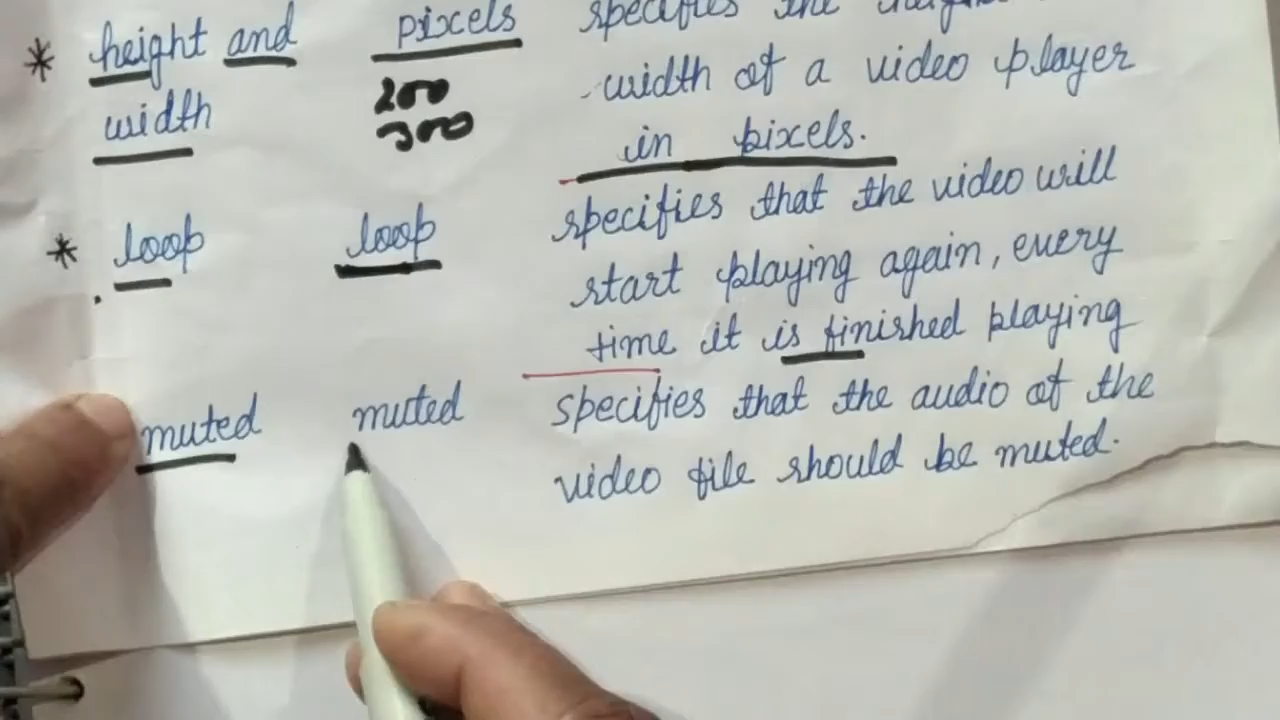 * height and pixels specifies the
width 200 width of a video player
300 in pixels.
* loop loop specifies that the video will
start playing again, every
time it is finished playing
muted muted specifies that the audio of the
video file should be muted.